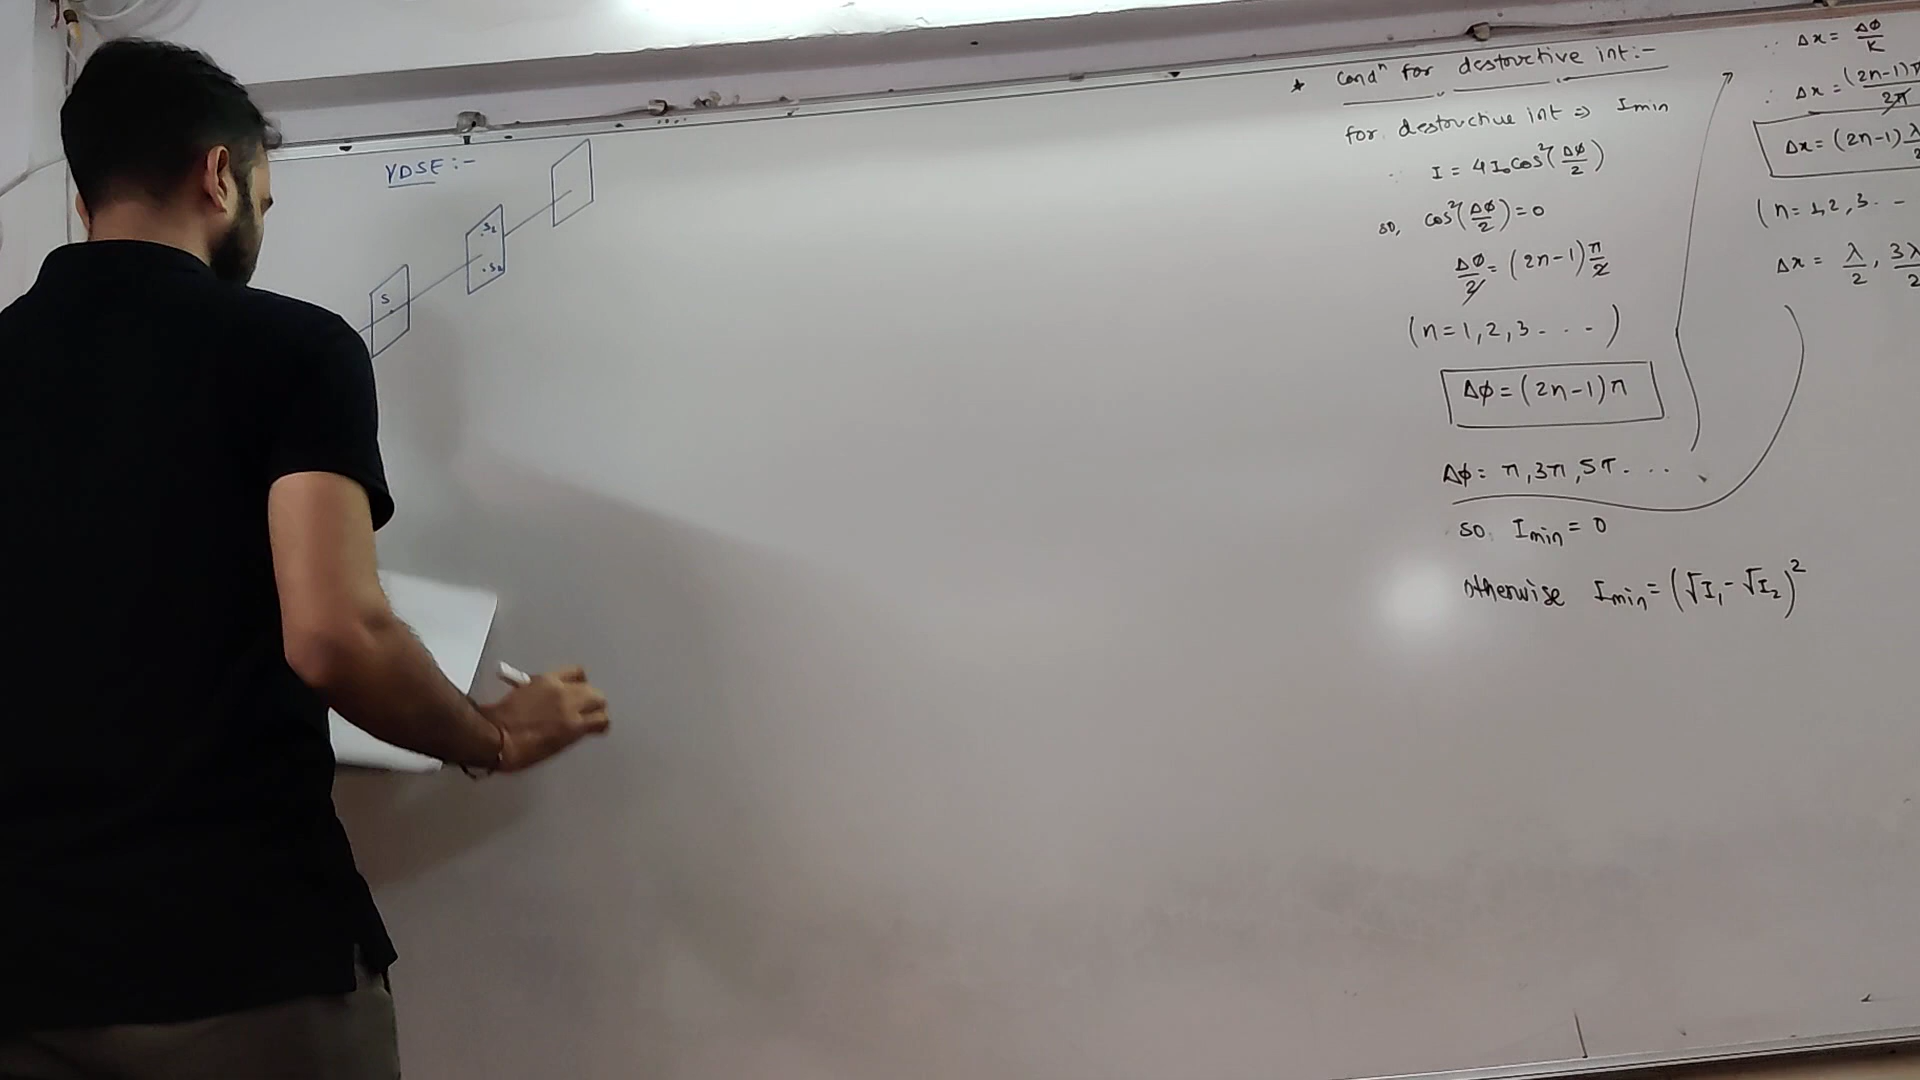 YDSE :-
S₁
.S₂
S
* Condⁿ for destructive int:-
for destructive int ⇒ Imin
∵ I = 4I₀cos²(Δϕ/2)
so, cos²(Δϕ/2) = 0
Δϕ/2 = (2n-1)π/2
(n=1,2,3- - - -)
Δϕ = (2n-1)π
Δϕ = π, 3π, 5π. . . .
so Imin = 0
otherwise Imin = (√I₁ - √I₂)²
∵ Δx = Δϕ/K
∴ Δx = (2n-1)π/2π
Δx = (2n-1)λ/2
(n= 1,2,3. - -
Δx = λ/2, 3λ/2